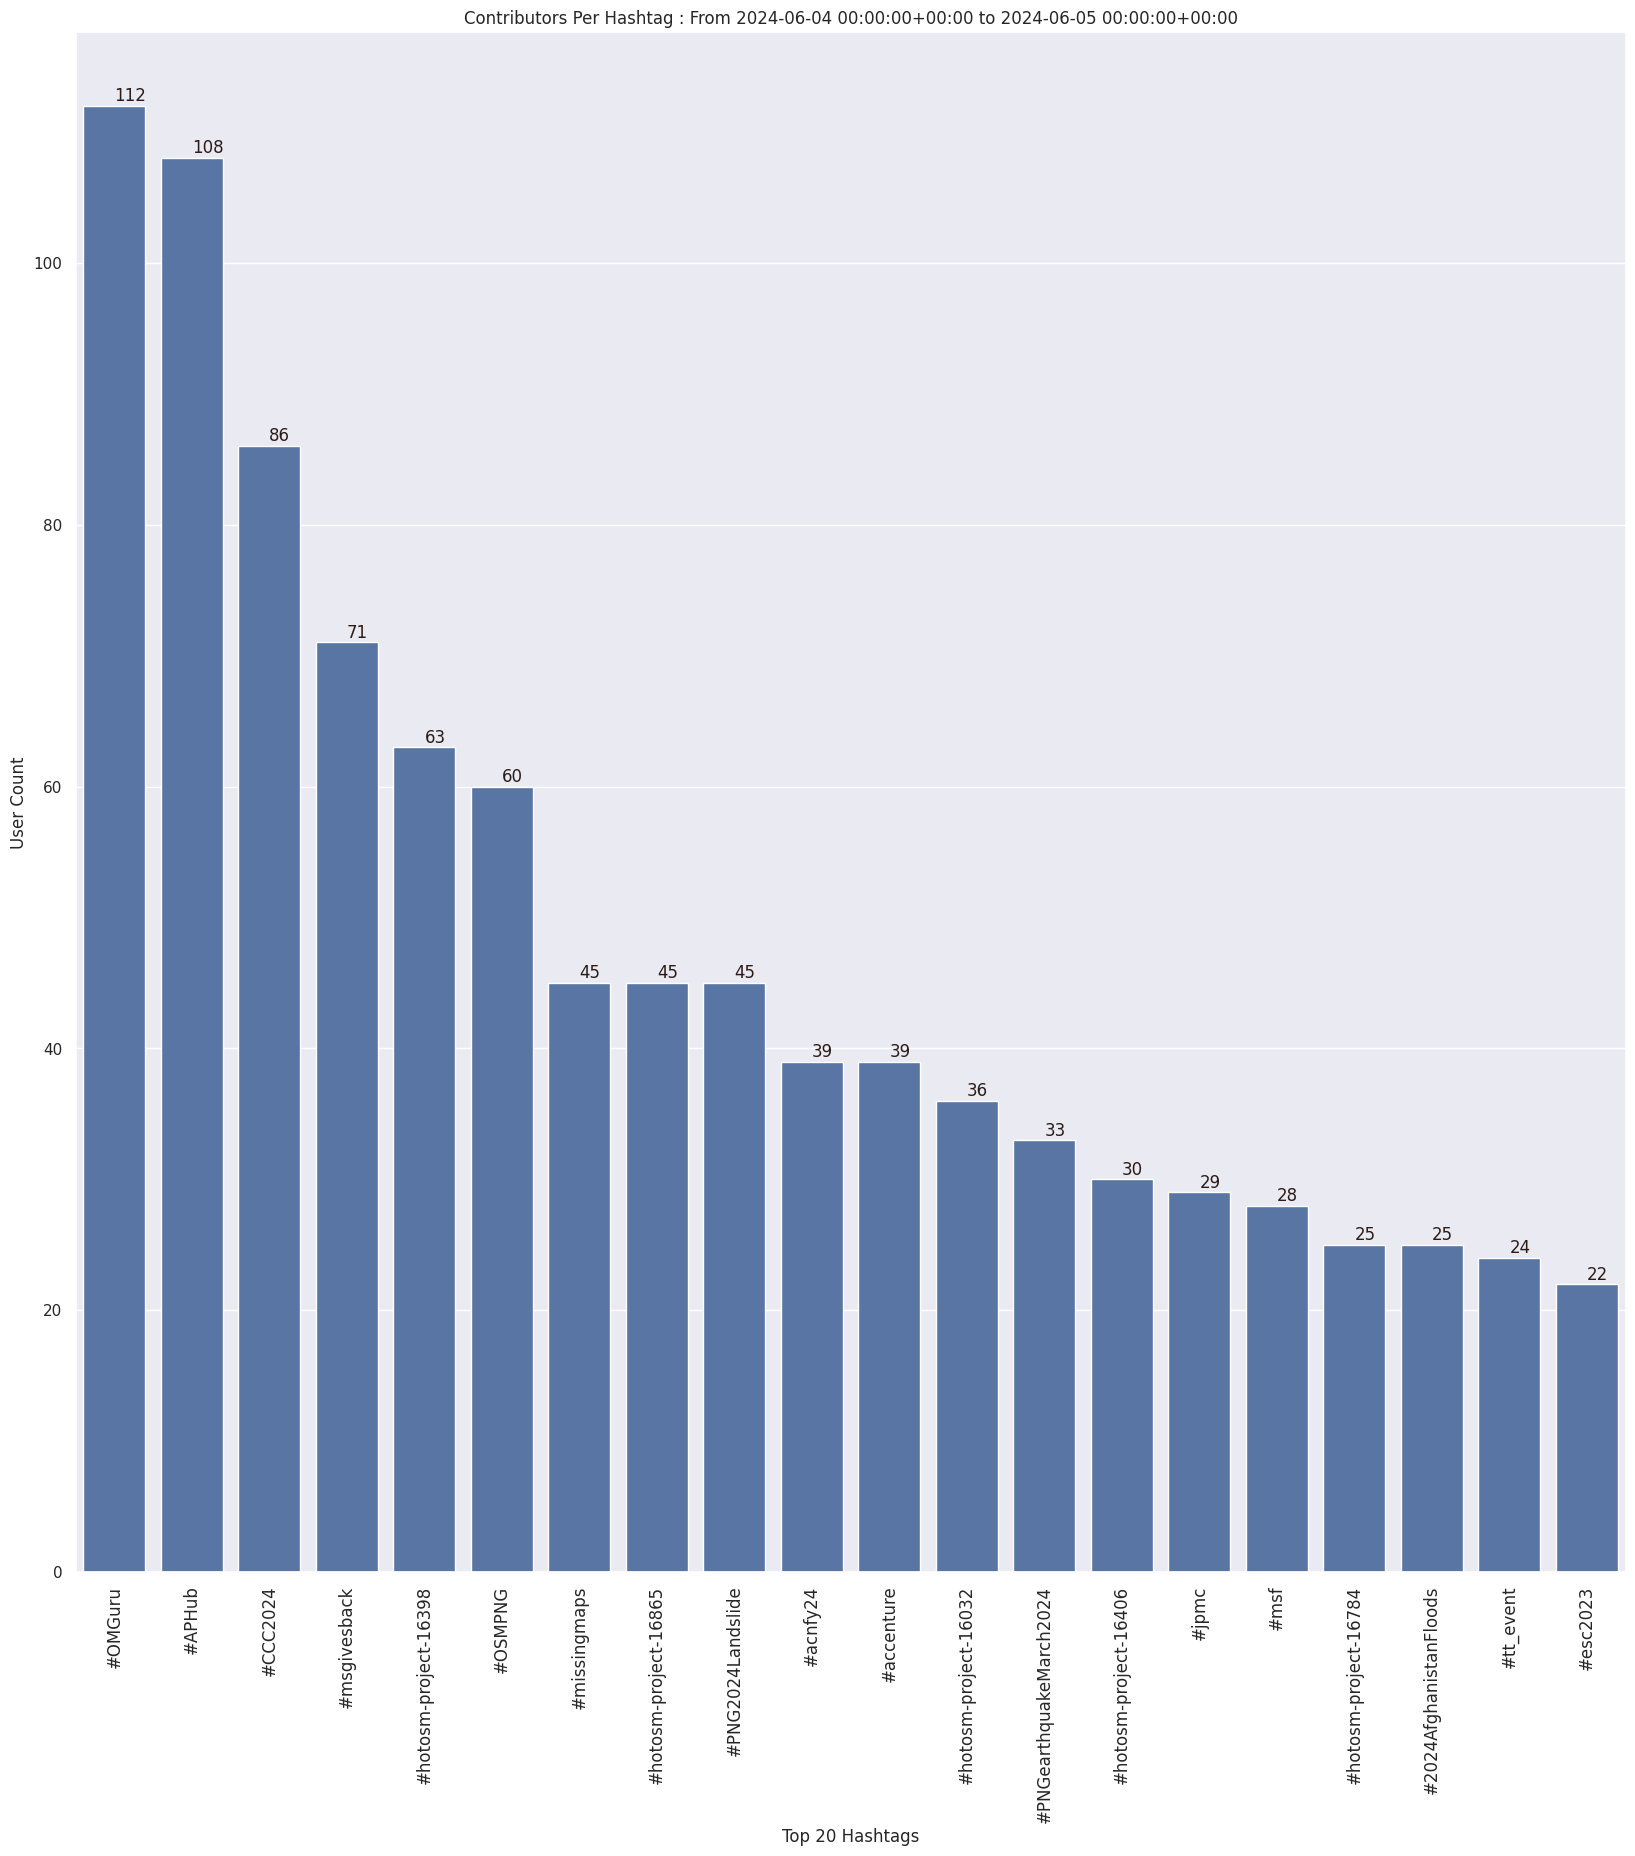 Contributors Per Hashtag : From 2024-06-04 00:00:00+00:00 to 2024-06-05 00:00:00+00:00
112
108
86
71
63
60
45
45
45
39
39
36
33
30
29
28
25
25
24
22
100
80
60
40
20
0
User Count
#OMGuru
#APHub
#CCC2024
#msgivesback
#hotosm-project-16398
#OSMPNG
#missingmaps
#hotosm-project-16865
#PNG2024Landslide
#acnfy24
#accenture
#hotosm-project-16032
#PNGearthquakeMarch2024
#hotosm-project-16406
#jpmc
#msf
#hotosm-project-16784
#2024AfghanistanFloods
#tt_event
#esc2023
Top 20 Hashtags